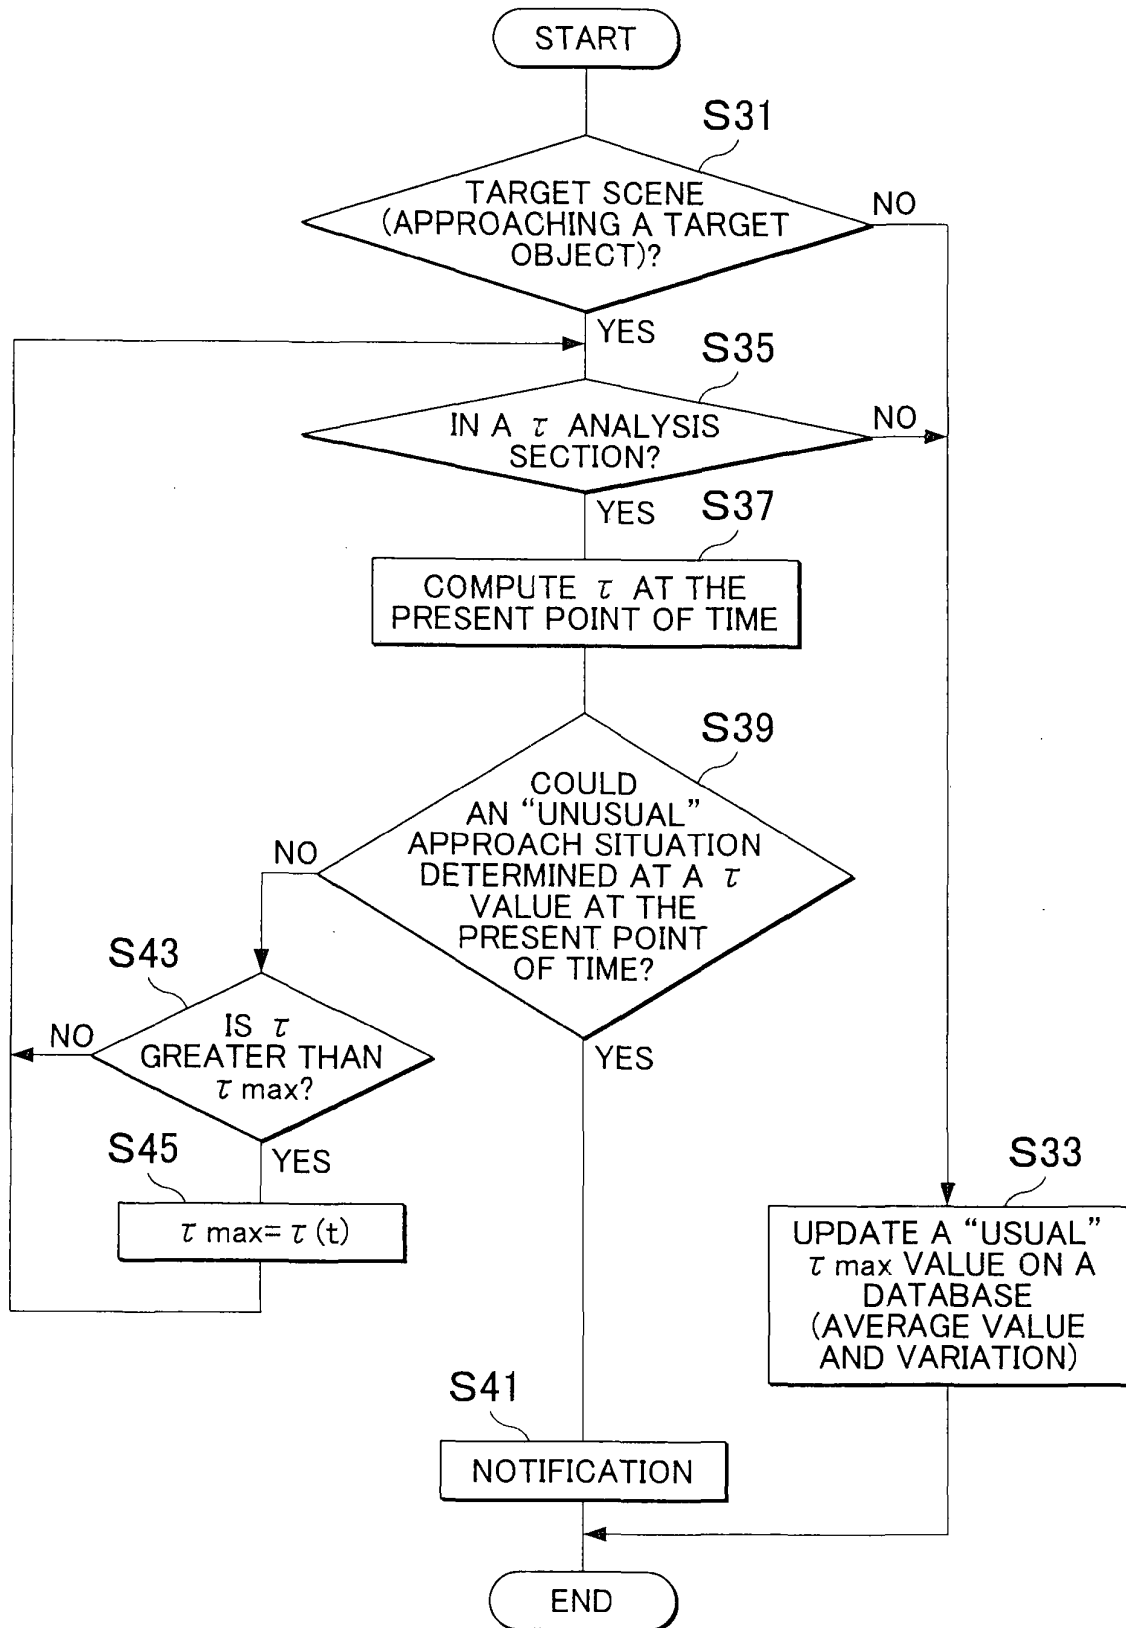 START
S31
TARGET SCENE
(APPROACHING A TARGET
OBJECT)?
NO
YES
S35
IN A τ ANALYSIS
SECTION?
NO
YES
S37
COMPUTE τ AT THE
PRESENT POINT OF TIME
S39
COULD
AN “UNUSUAL”
APPROACH SITUATION
DETERMINED AT A τ
VALUE AT THE
PRESENT POINT
OF TIME?
NO
YES
S43
IS τ
GREATER THAN
τ max?
NO
YES
S45
τ max= τ (t)
S33
UPDATE A “USUAL”
τ max VALUE ON A
DATABASE
(AVERAGE VALUE
AND VARIATION)
S41
NOTIFICATION
END